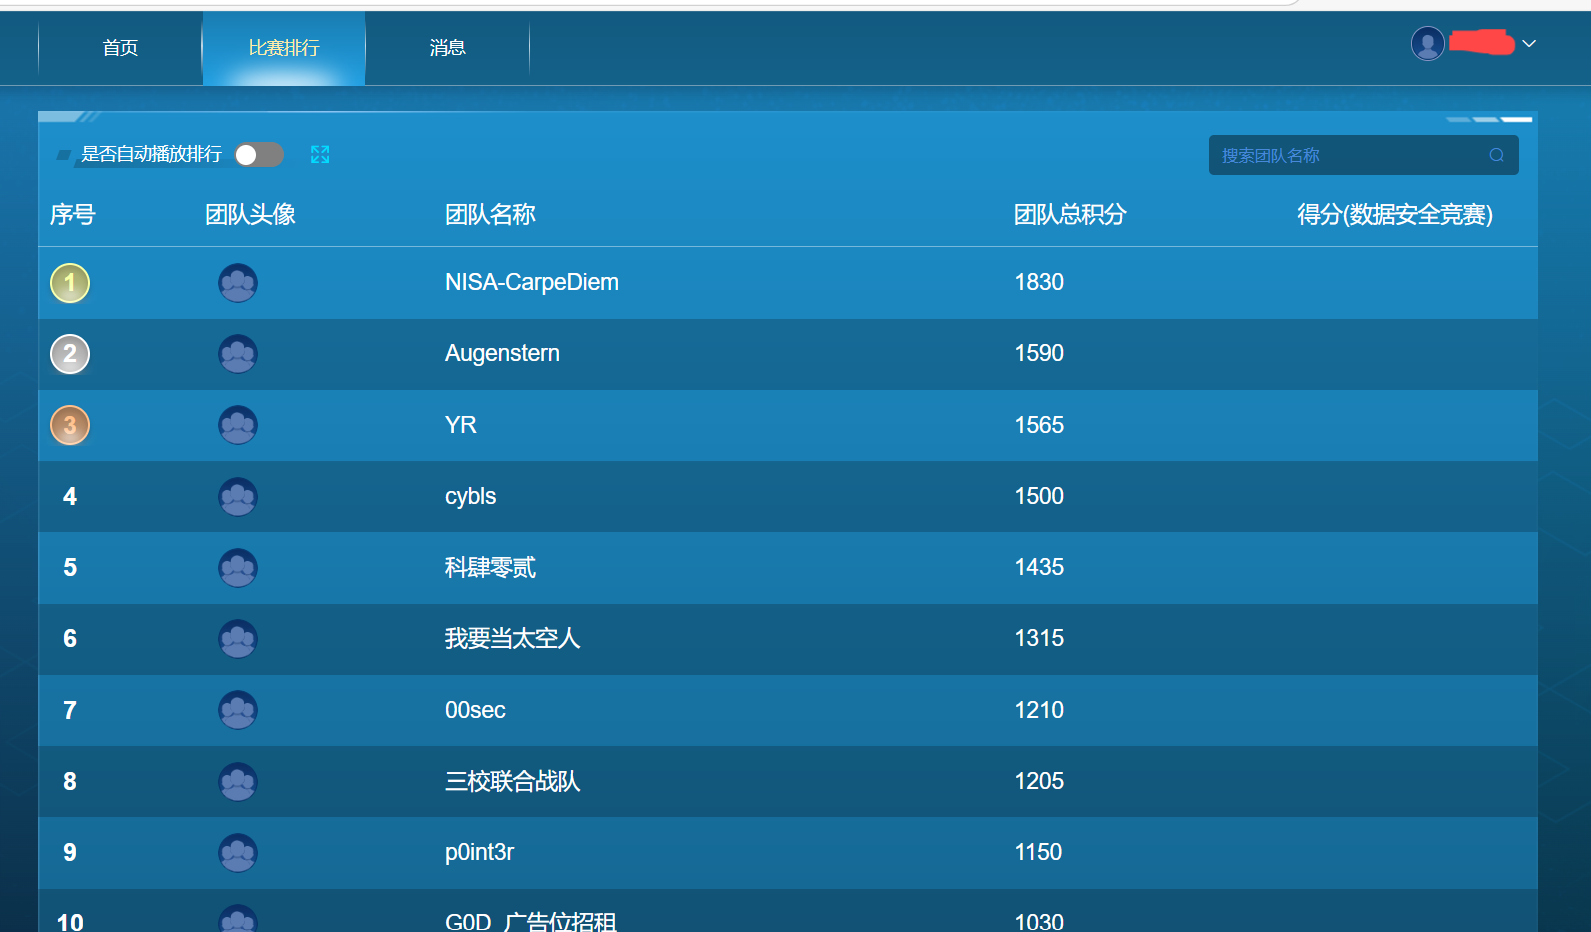 首页 比赛排行 消息
是否自动播放排行 搜索团队名称
序号 团队头像 团队名称 团队总积分 得分(数据安全竞赛)
1 NISA-CarpeDiem 1830
2 Augenstern 1590
3 YR 1565
4 cybls 1500
5 科肆零贰 1435
6 我要当太空人 1315
7 00sec 1210
8 三校联合战队 1205
9 p0int3r 1150
10 G0D_广告位招租 1030